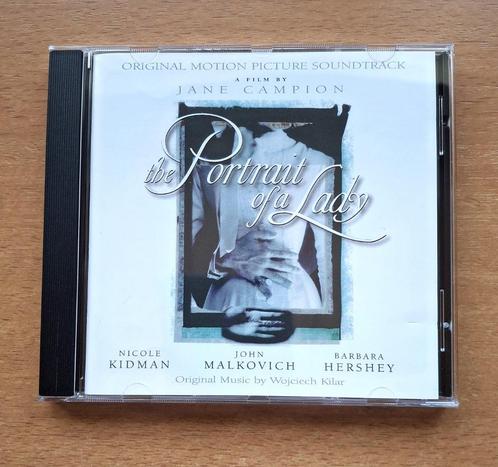 ORIGINAL MOTION PICTURE SOUNDTRACK
A FILM BY
JANE CAMPION
the Portrait
of a Lady
NICOLE
KIDMAN
JOHN
MALKOVICH
BARBARA
HERSHEY
Original Music by Wojciech Kilar